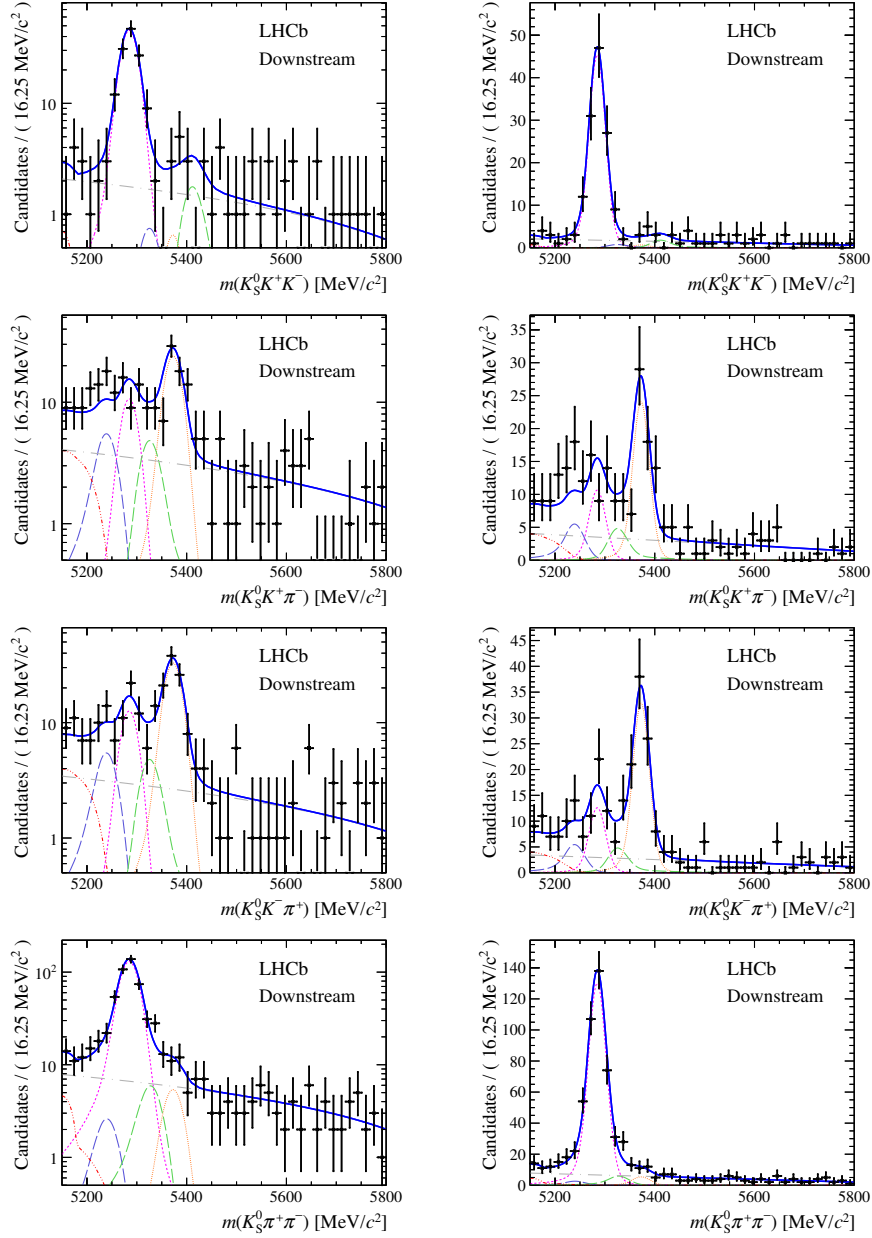 Candidates / ( 16.25 MeV/c² )
10
1
LHCb
Downstream
5200 5400 5600 5800
m(K⁰_S K⁺K⁻) [MeV/c²]
Candidates / ( 16.25 MeV/c² )
50
40
30
20
10
0
LHCb
Downstream
5200 5400 5600 5800
m(K⁰_S K⁺K⁻) [MeV/c²]
Candidates / ( 16.25 MeV/c² )
10
1
LHCb
Downstream
5200 5400 5600 5800
m(K⁰_S K⁺π⁻) [MeV/c²]
Candidates / ( 16.25 MeV/c² )
35
30
25
20
15
10
5
0
LHCb
Downstream
5200 5400 5600 5800
m(K⁰_S K⁺π⁻) [MeV/c²]
Candidates / ( 16.25 MeV/c² )
10
1
LHCb
Downstream
5200 5400 5600 5800
m(K⁰_S K⁻π⁺) [MeV/c²]
Candidates / ( 16.25 MeV/c² )
45
40
35
30
25
20
15
10
5
0
LHCb
Downstream
5200 5400 5600 5800
m(K⁰_S K⁻π⁺) [MeV/c²]
Candidates / ( 16.25 MeV/c² )
10²
10
1
LHCb
Downstream
5200 5400 5600 5800
m(K⁰_S π⁺π⁻) [MeV/c²]
Candidates / ( 16.25 MeV/c² )
140
120
100
80
60
40
20
0
LHCb
Downstream
5200 5400 5600 5800
m(K⁰_S π⁺π⁻) [MeV/c²]